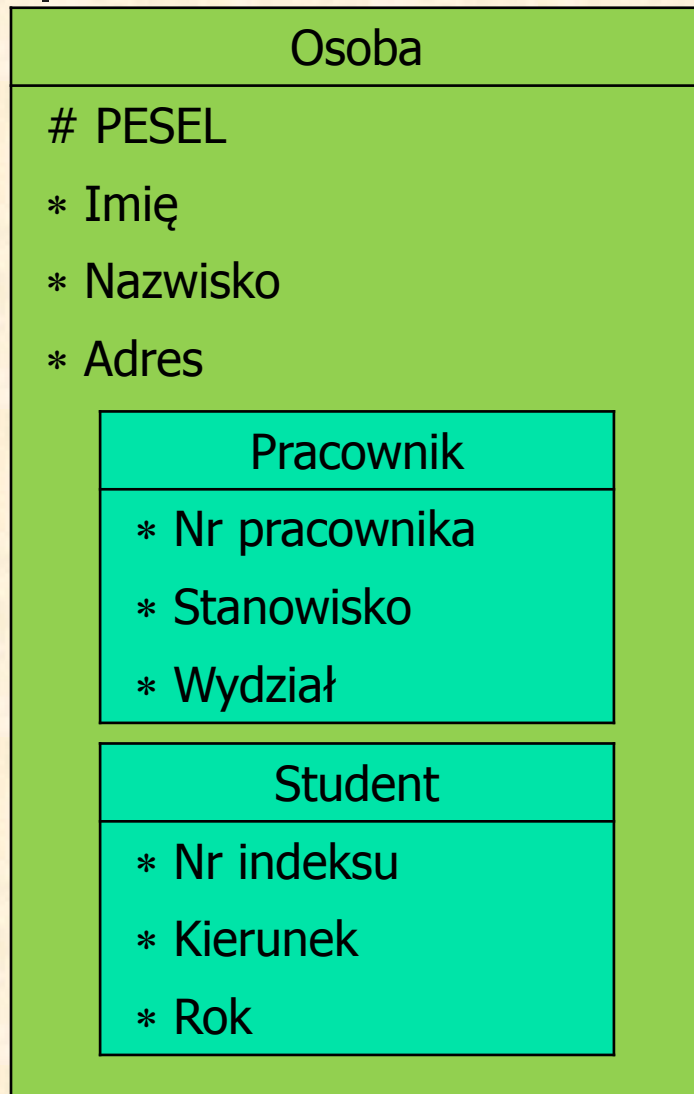 Osoba
# PESEL
* Imię
* Nazwisko
* Adres
Pracownik
* Nr pracownika
* Stanowisko
* Wydział
Student
* Nr indeksu
* Kierunek
* Rok